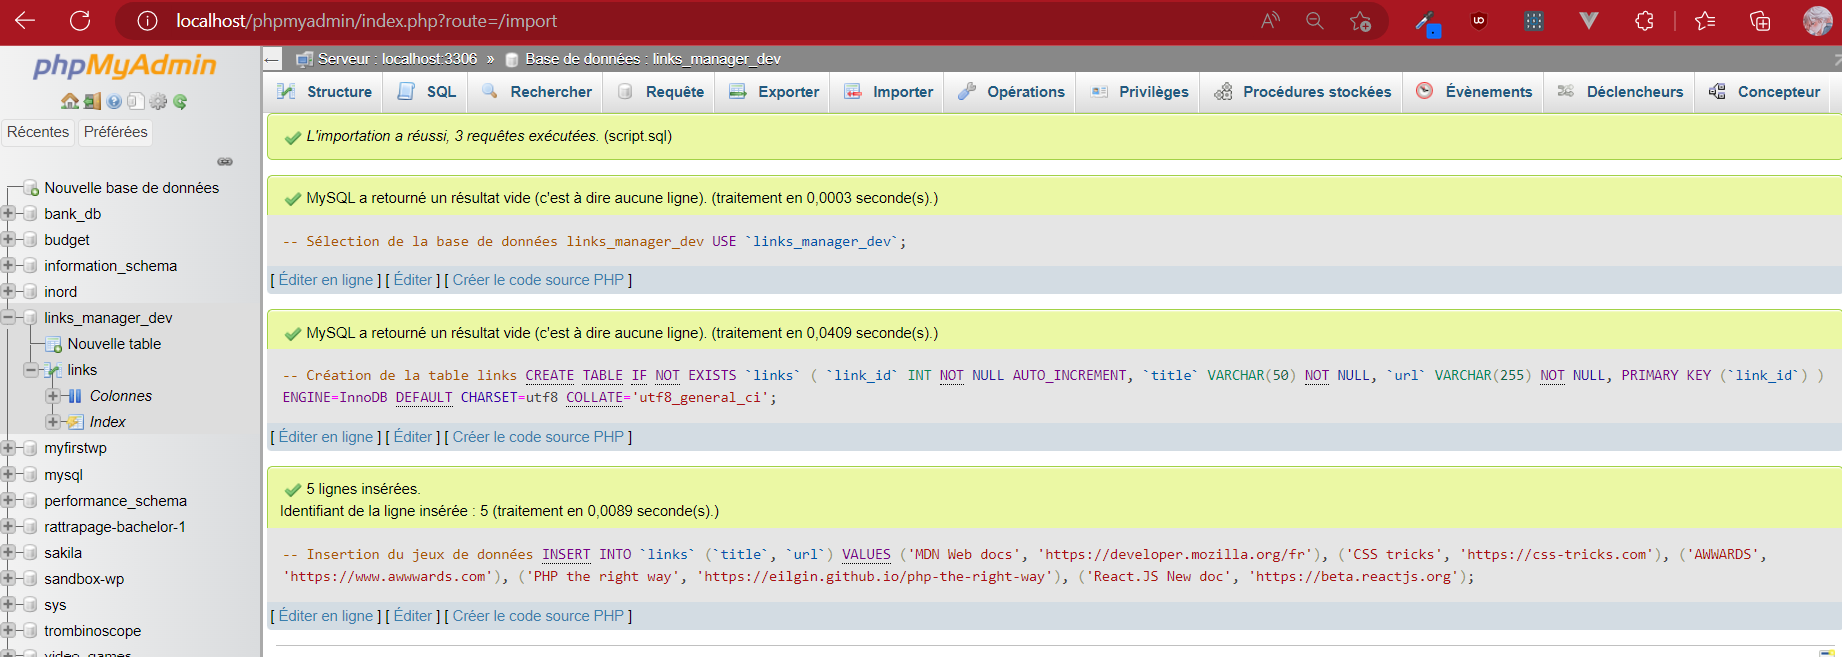 localhost/phpmyadmin/index.php?route=/import
phpMyAdmin
Récentes Préférées
Nouvelle base de données
bank_db
budget
information_schema
inord
links_manager_dev
Nouvelle table
links
Colonnes
Index
myfirstwp
mysql
performance_schema
rattrapage-bachelor-1
sakila
sandbox-wp
sys
trombinoscope
video_games
Serveur : localhost:3306 » Base de données : links_manager_dev
Structure SQL Rechercher Requête Exporter Importer Opérations Privilèges Procédures stockées Évènements Déclencheurs Concepteur
L'importation a réussi, 3 requêtes exécutées. (script.sql)
MySQL a retourné un résultat vide (c'est à dire aucune ligne). (traitement en 0,0003 seconde(s).)
-- Sélection de la base de données links_manager_dev USE `links_manager_dev`;
[ Éditer en ligne ] [ Éditer ] [ Créer le code source PHP ]
MySQL a retourné un résultat vide (c'est à dire aucune ligne). (traitement en 0,0409 seconde(s).)
-- Création de la table links CREATE TABLE IF NOT EXISTS `links` ( `link_id` INT NOT NULL AUTO_INCREMENT, `title` VARCHAR(50) NOT NULL, `url` VARCHAR(255) NOT NULL, PRIMARY KEY (`link_id`) )
ENGINE=InnoDB DEFAULT CHARSET=utf8 COLLATE='utf8_general_ci';
[ Éditer en ligne ] [ Éditer ] [ Créer le code source PHP ]
5 lignes insérées.
Identifiant de la ligne insérée : 5 (traitement en 0,0089 seconde(s).)
-- Insertion du jeux de données INSERT INTO `links` (`title`, `url`) VALUES ('MDN Web docs', 'https://developer.mozilla.org/fr'), ('CSS tricks', 'https://css-tricks.com'), ('AWWARDS',
'https://www.awwwards.com'), ('PHP the right way', 'https://eilgin.github.io/php-the-right-way'), ('React.JS New doc', 'https://beta.reactjs.org');
[ Éditer en ligne ] [ Éditer ] [ Créer le code source PHP ]